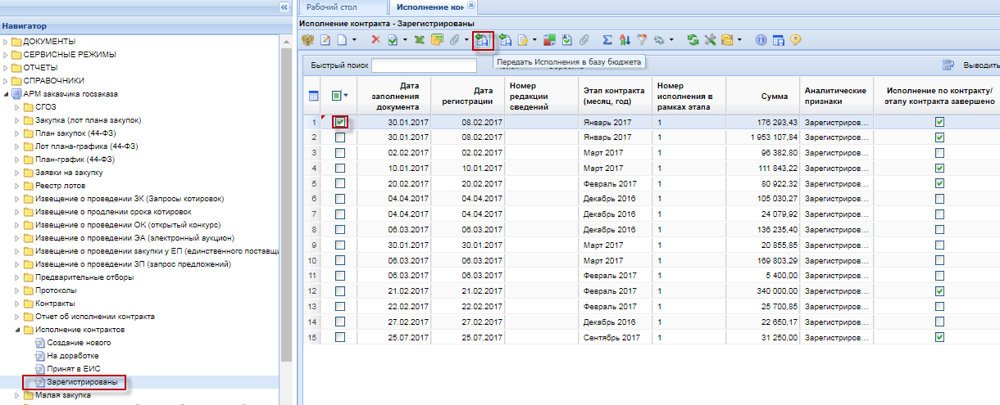 Рабочий стол
Исполнение кон
Навигатор
Исполнение контракта - Зарегистрированы
ДОКУМЕНТЫ
СЕРВИСНЫЕ РЕЖИМЫ
ОТЧЕТЫ
СПРАВОЧНИКИ
АРМ заказчика госзаказа
СГОЗ
Закупка (лот плана закупок)
План закупок (44-ФЗ)
Лот плана-графика (44-ФЗ)
План-график (44-ФЗ)
Заявки на закупку
Реестр лотов
Извещение о проведении ЗК (Запросы котировок)
Извещение о продлении срока котировок
Извещение о проведении ОК (открытый конкурс)
Извещение о проведении ЭА (электронный аукцион)
Извещение о проведении закупки у ЕП (единственного поставщи
Извещение о проведении ЗП (запрос предложений)
Предварительные отборы
Протоколы
Контракты
Отчет об исполнении контракта
Исполнение контрактов
Создание нового
На доработке
Принят в ЕИС
Зарегистрированы
Малая закупка
Передать Исполнения в базу бюджета
Быстрый поиск
Выводить
Дата заполнения документа
Дата регистрации
Номер редакции сведений
Этап контракта (месяц, год)
Номер исполнения в рамках этапа
Сумма
Аналитические признаки
Исполнение по контракту/ этапу контракта завершено
1 30.01.2017 08.02.2017 Январь 2017 1 176 293,43 Зарегистриров...
2 30.01.2017 08.02.2017 Январь 2017 1 1 953 107,84 Зарегистриров...
3 02.02.2017 02.02.2017 Март 2017 1 96 382,80 Зарегистриров...
4 10.01.2017 10.01.2017 Март 2017 1 111 843,22 Зарегистриров...
5 20.02.2017 20.02.2017 Февраль 2017 1 80 922,32 Зарегистриров...
6 04.04.2017 04.04.2017 Декабрь 2016 1 105 030,27 Зарегистриров...
7 04.04.2017 04.04.2017 Декабрь 2016 1 24 079,92 Зарегистриров...
8 06.03.2017 06.03.2017 Декабрь 2016 1 136 235,40 Зарегистриров...
9 30.01.2017 30.01.2017 Март 2017 1 20 855,85 Зарегистриров...
10 06.03.2017 06.03.2017 Март 2017 1 169 803,29 Зарегистриров...
11 06.03.2017 06.03.2017 Февраль 2017 1 5 400,00 Зарегистриров...
12 21.02.2017 21.02.2017 Февраль 2017 1 340 000,00 Зарегистриров...
13 22.02.2017 22.02.2017 Февраль 2017 1 25 700,85 Зарегистриров...
14 27.02.2017 27.02.2017 Декабрь 2016 1 22 650,17 Зарегистриров...
15 25.07.2017 25.07.2017 Сентябрь 2017 1 31 250,00 Зарегистриров...